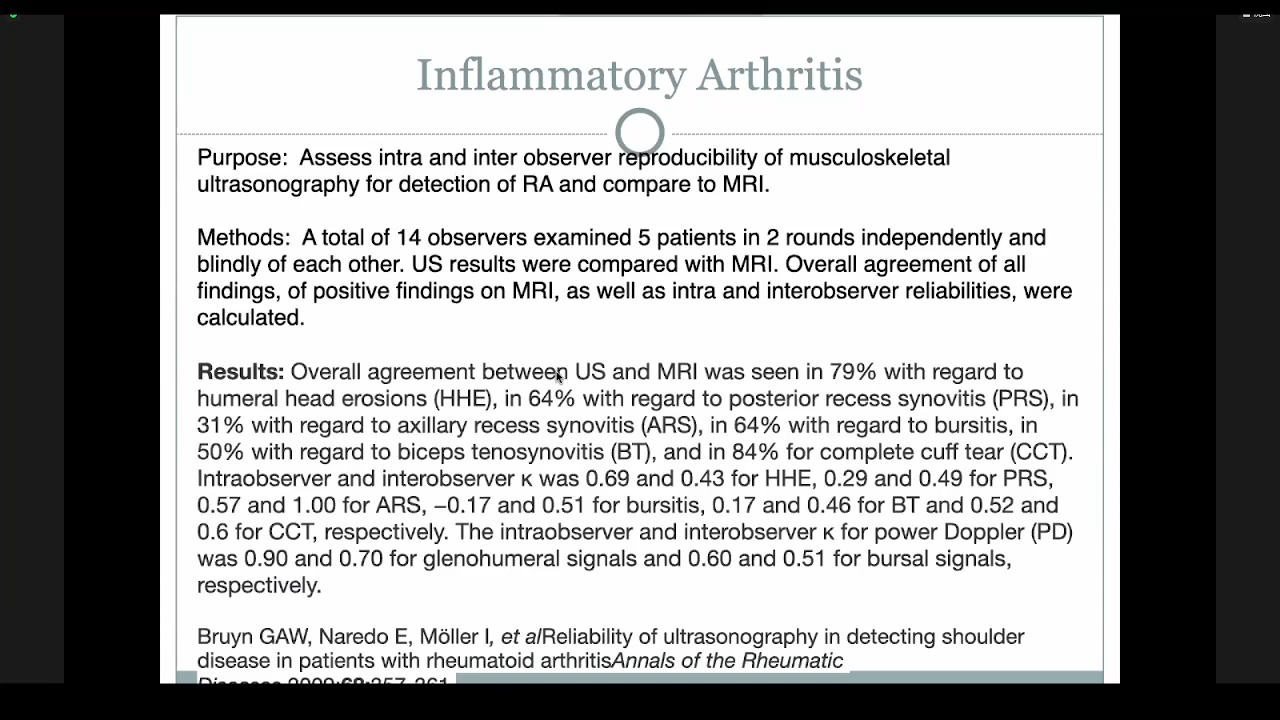 Inflammatory Arthritis
Purpose:  Assess intra and inter observer reproducibility of musculoskeletal
ultrasonography for detection of RA and compare to MRI.
Methods:  A total of 14 observers examined 5 patients in 2 rounds independently and
blindly of each other. US results were compared with MRI. Overall agreement of all
findings, of positive findings on MRI, as well as intra and interobserver reliabilities, were
calculated.
Results: Overall agreement between US and MRI was seen in 79% with regard to
humeral head erosions (HHE), in 64% with regard to posterior recess synovitis (PRS), in
31% with regard to axillary recess synovitis (ARS), in 64% with regard to bursitis, in
50% with regard to biceps tenosynovitis (BT), and in 84% for complete cuff tear (CCT).
Intraobserver and interobserver κ was 0.69 and 0.43 for HHE, 0.29 and 0.49 for PRS,
0.57 and 1.00 for ARS, −0.17 and 0.51 for bursitis, 0.17 and 0.46 for BT and 0.52 and
0.6 for CCT, respectively. The intraobserver and interobserver κ for power Doppler (PD)
was 0.90 and 0.70 for glenohumeral signals and 0.60 and 0.51 for bursal signals,
respectively.
Bruyn GAW, Naredo E, Möller I, et alReliability of ultrasonography in detecting shoulder
disease in patients with rheumatoid arthritisAnnals of the Rheumatic